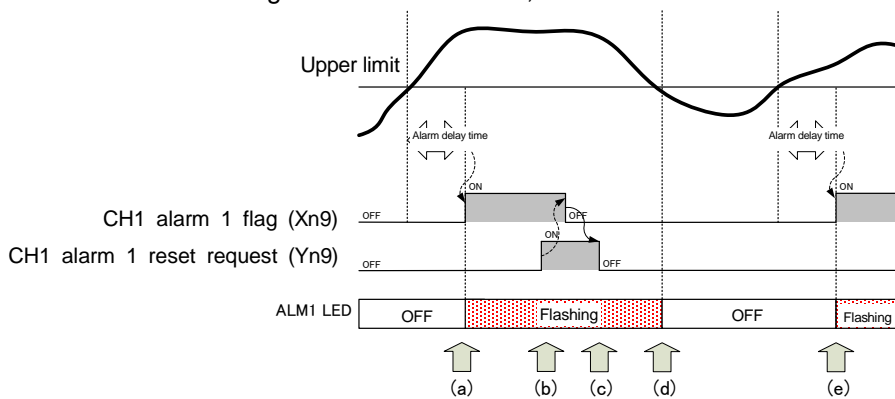 Upper limit
Alarm delay time
Alarm delay time
ON
ON
CH1 alarm 1 flag (Xn9)
OFF
OFF
ON
CH1 alarm 1 reset request (Yn9)
OFF
OFF
ALM1 LED
OFF
Flashing
OFF
Flashing
(a)
(b)
(c)
(d)
(e)